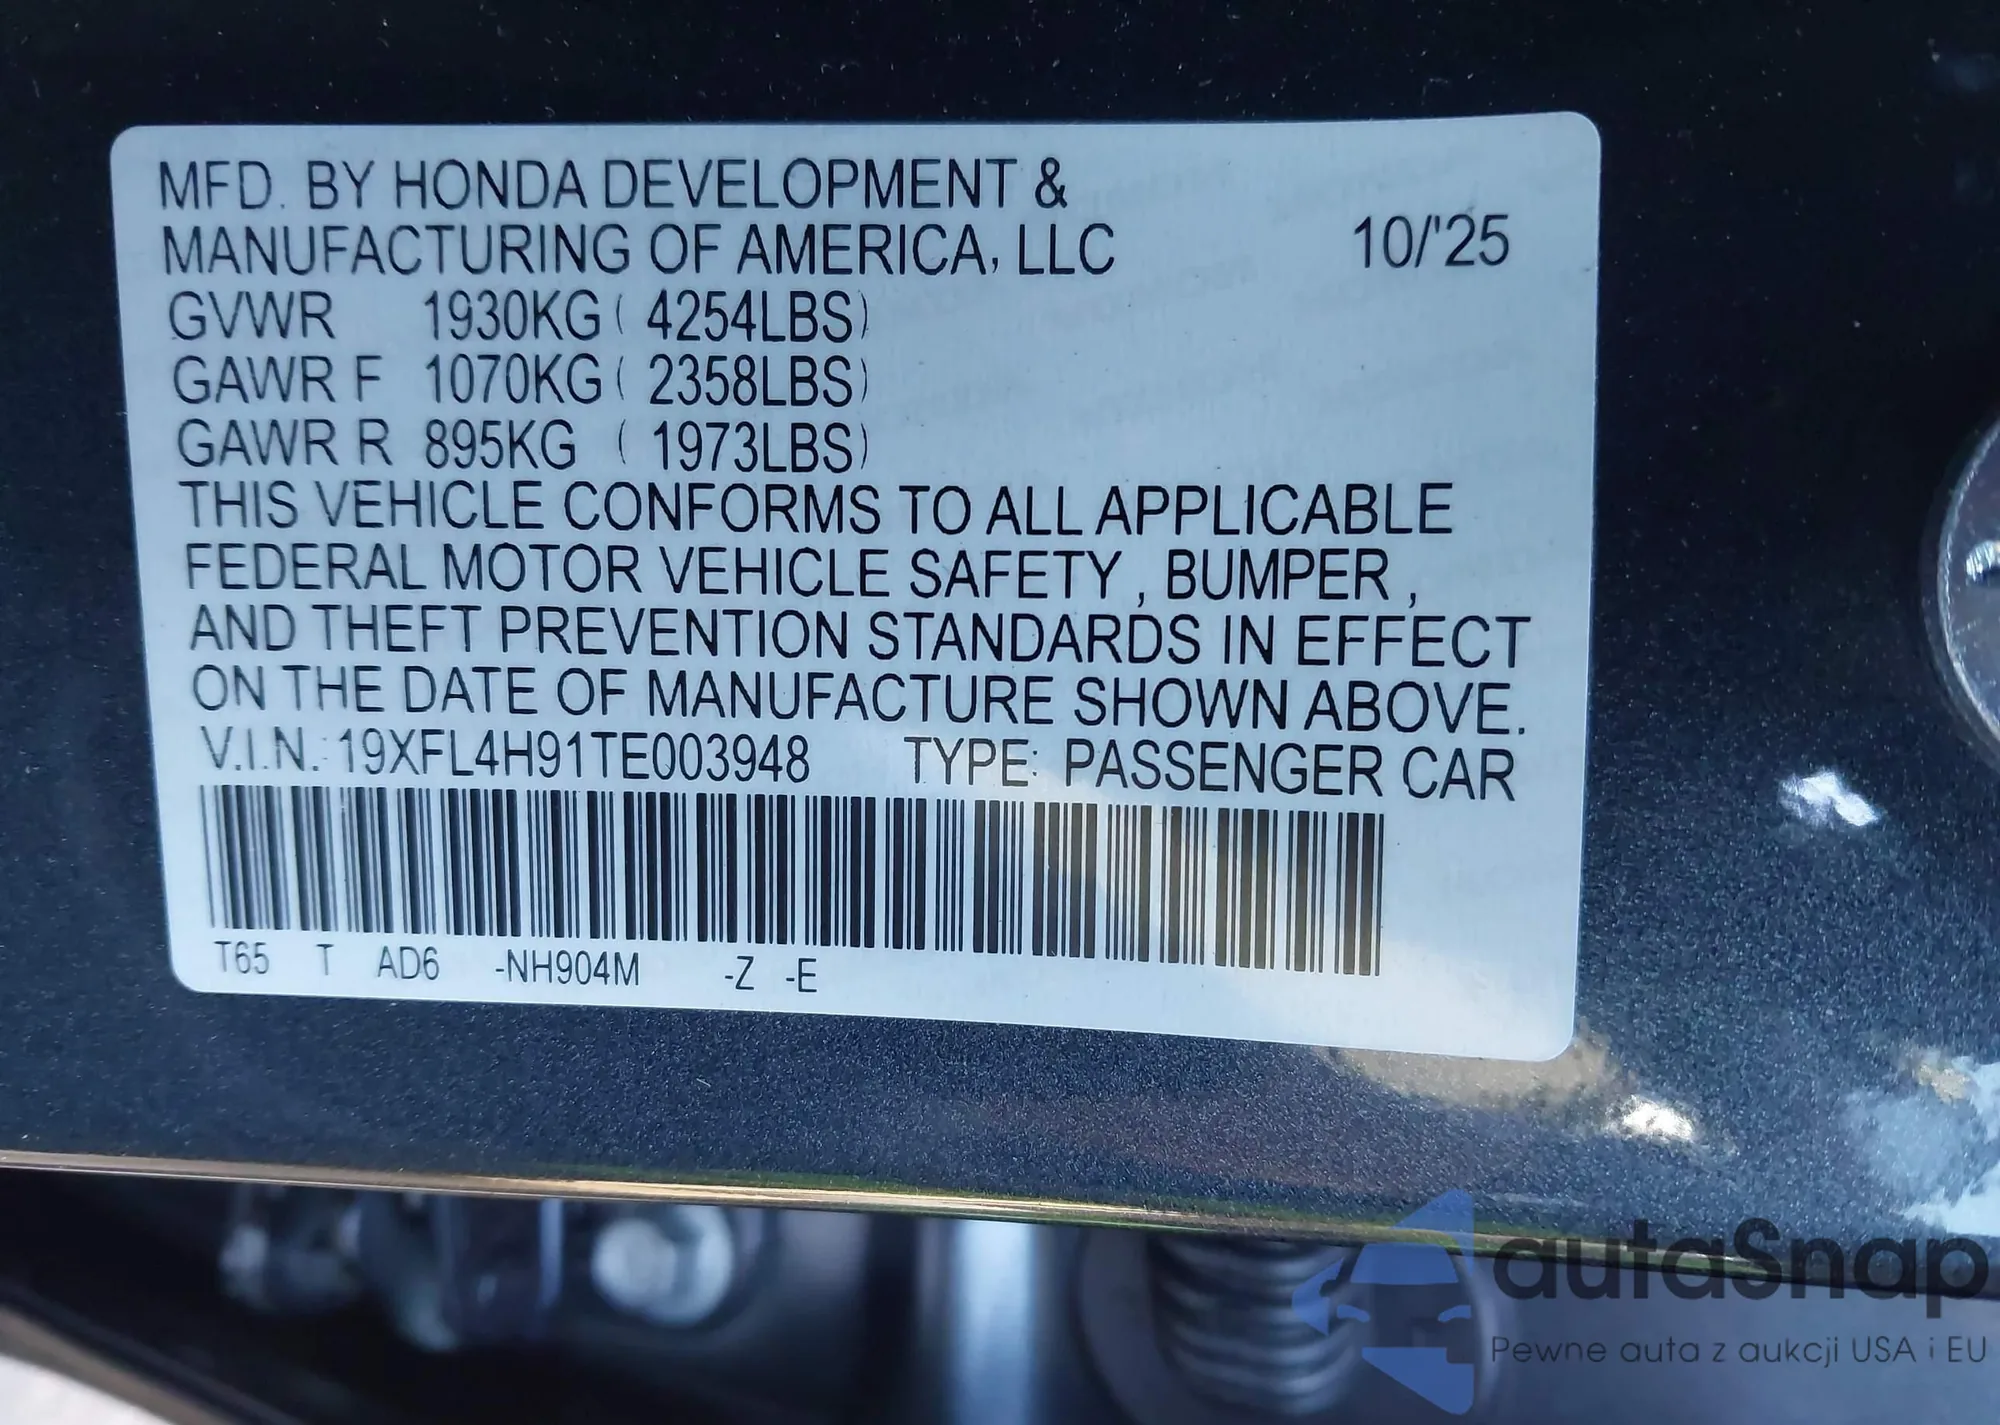 MFD. BY HONDA DEVELOPMENT &
MANUFACTURING OF AMERICA, LLC 10/'25
GVWR 1930KG ( 4254LBS)
GAWR F 1070KG ( 2358LBS)
GAWR R 895KG ( 1973LBS)
THIS VEHICLE CONFORMS TO ALL APPLICABLE
FEDERAL MOTOR VEHICLE SAFETY , BUMPER ,
AND THEFT PREVENTION STANDARDS IN EFFECT
ON THE DATE OF MANUFACTURE SHOWN ABOVE.
V.I.N.: 19XFL4H91TE003948 TYPE: PASSENGER CAR
T65 T AD6 -NH904M -Z -E
autaSnap
Pewne auta z aukcji USA i EU